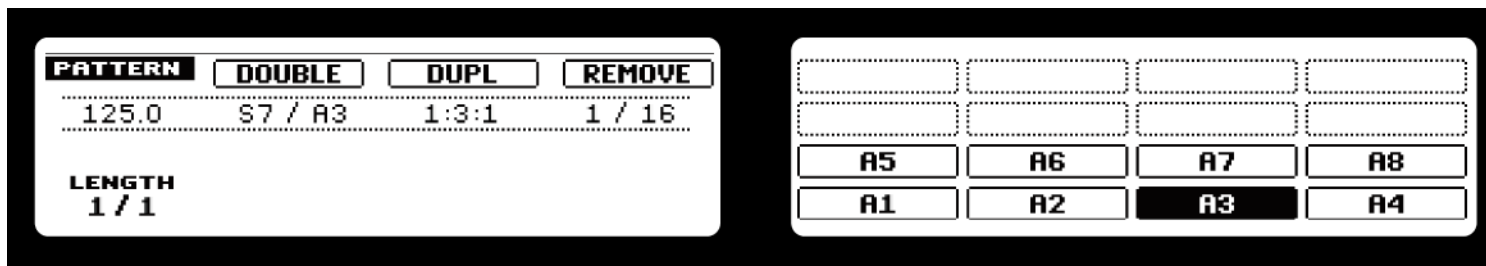 PATTERN DOUBLE DUPL REMOVE
125.0 S7 / A3 1:3:1 1 / 16
LENGTH
1 / 1
A5 A6 A7 A8
A1 A2 A3 A4